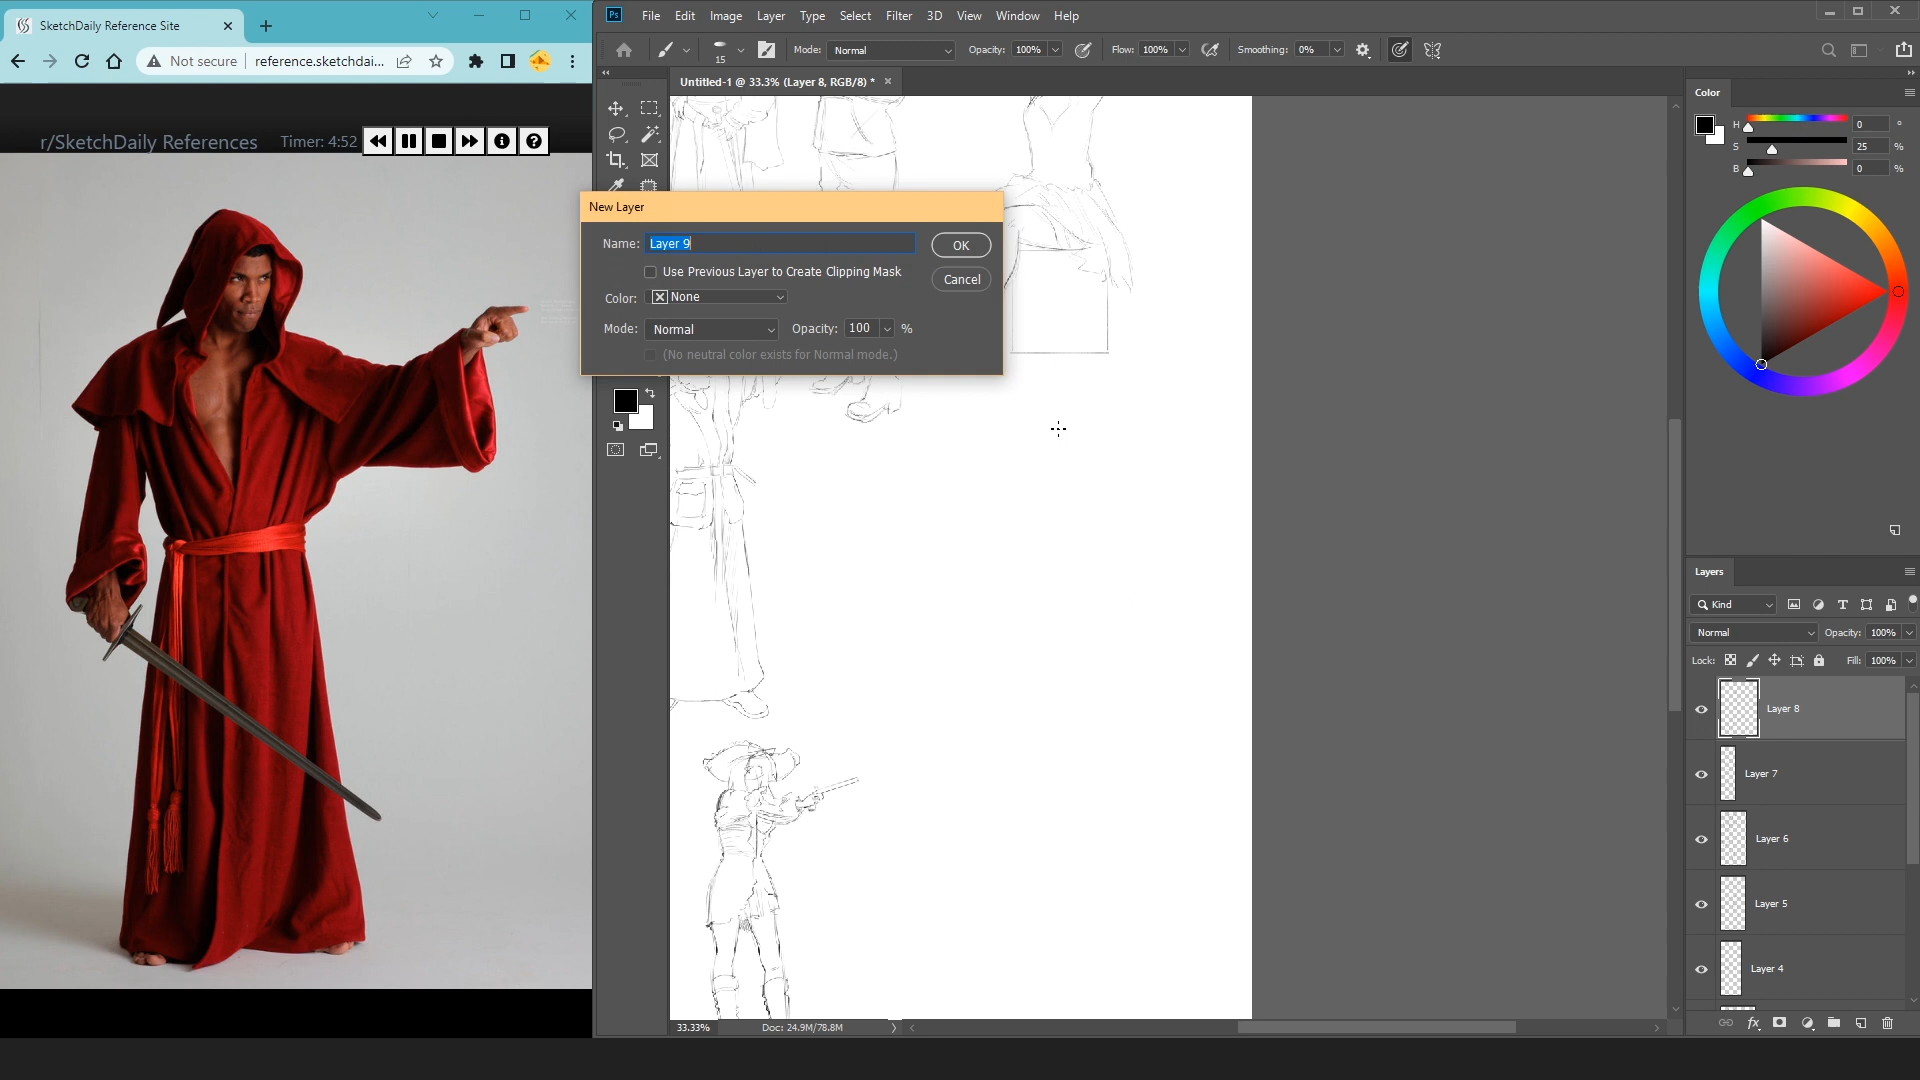 SketchDaily Reference Site
Not secure
reference.sketchdai...
r/SketchDaily References
Timer: 4:52
Ps
File Edit Image Layer Type Select Filter 3D View Window Help
15
Mode: Normal
Opacity: 100%
Flow: 100%
Smoothing: 0%
Untitled-1 @ 33.3% (Layer 8, RGB/8) *
New Layer
Name: Layer 9
OK
Use Previous Layer to Create Clipping Mask
Cancel
Color: None
Mode: Normal
Opacity: 100 %
(No neutral color exists for Normal mode.)
33.33%
Doc: 24.9M/78.8M
Color
H 0 °
S 25 %
B 0 %
Layers
Kind
Normal
Opacity: 100%
Lock:
Fill: 100%
Layer 8
Layer 7
Layer 6
Layer 5
Layer 4